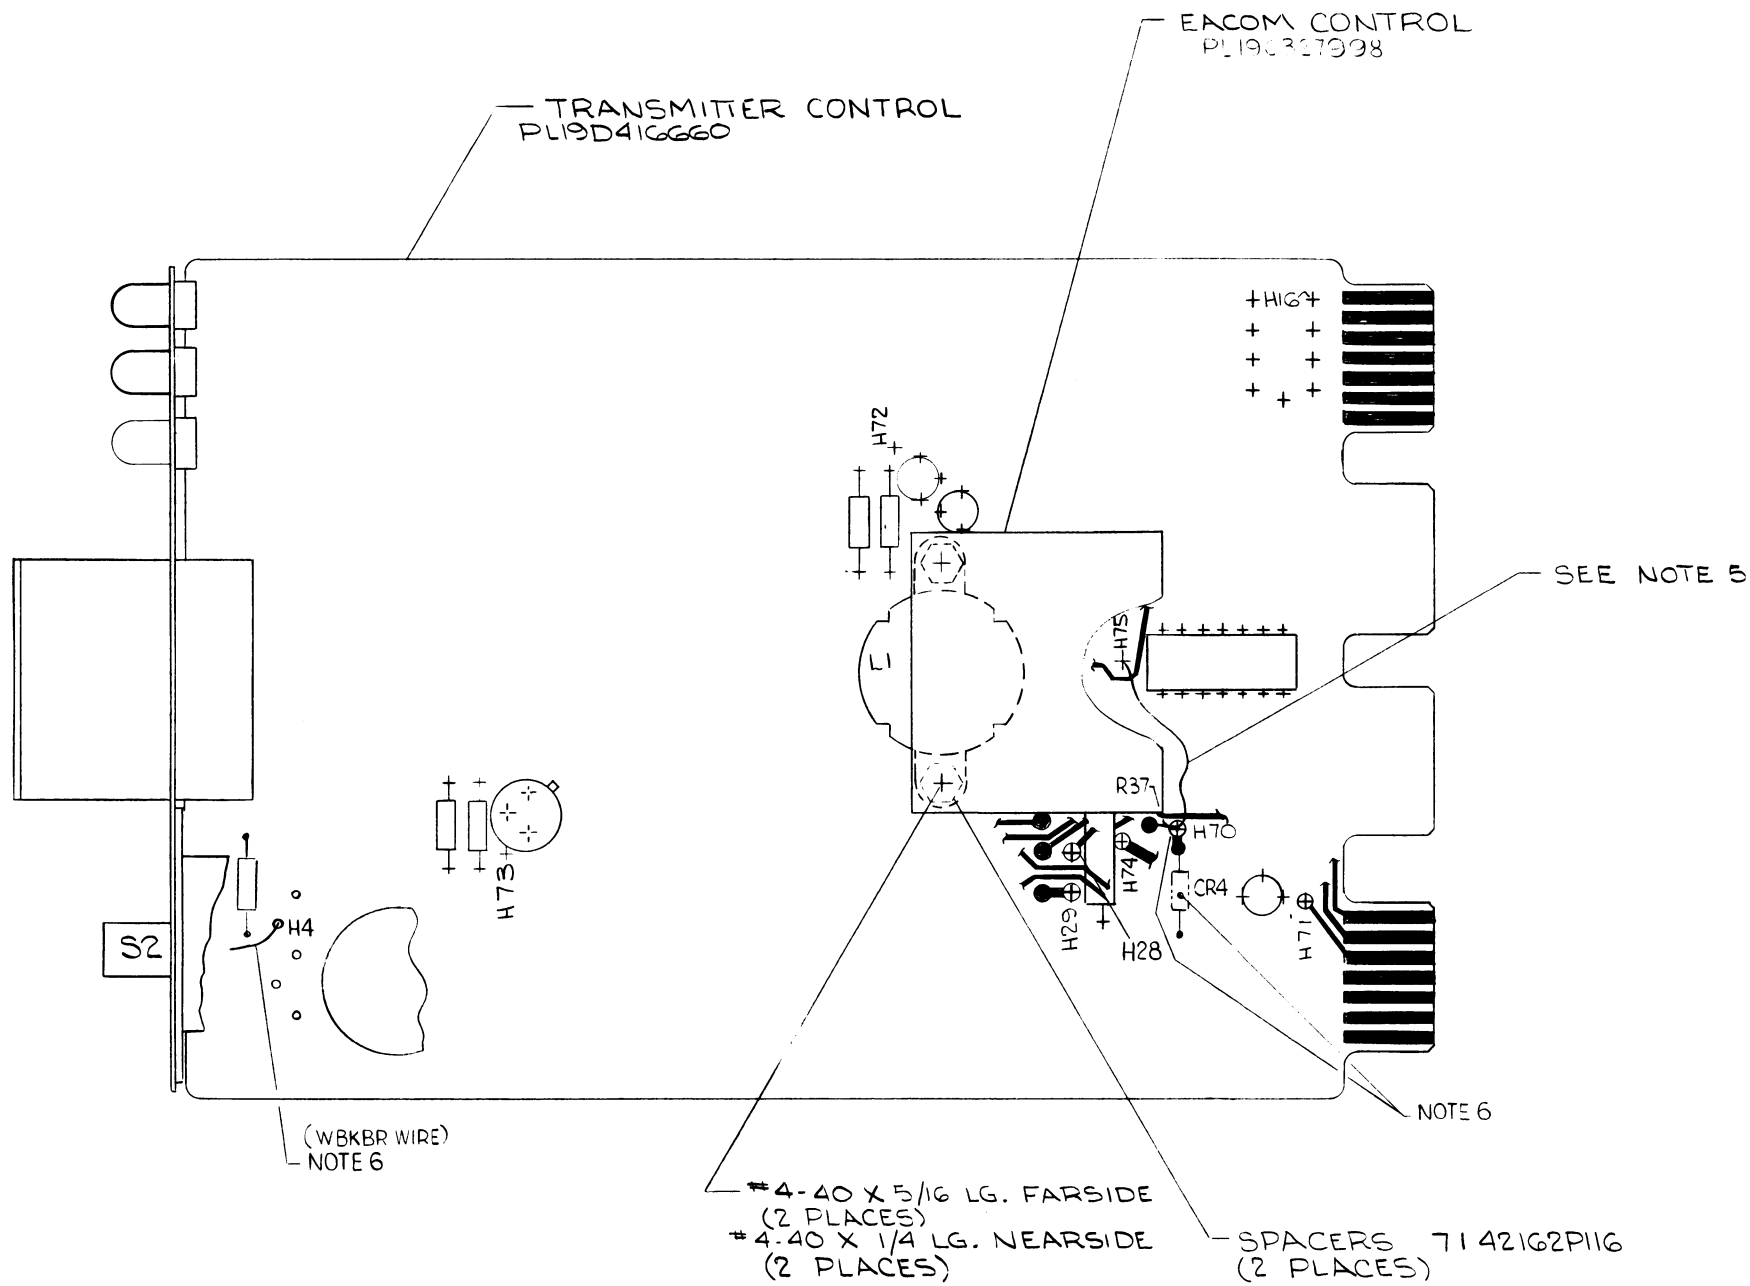 EACOM CONTROL
PL19C327998
TRANSMITTER CONTROL
PL19D416660
H167
H72
SEE NOTE 5
L1
H75
R37
H70
H73
H74
CR4
H29
H28
H71
S2
H4
(WBKBR WIRE)
NOTE 6
NOTE 6
#4-40 X 5/16 LG. FARSIDE
(2 PLACES)
#4-40 X 1/4 LG. NEARSIDE
(2 PLACES)
SPACERS 7142162P116
(2 PLACES)